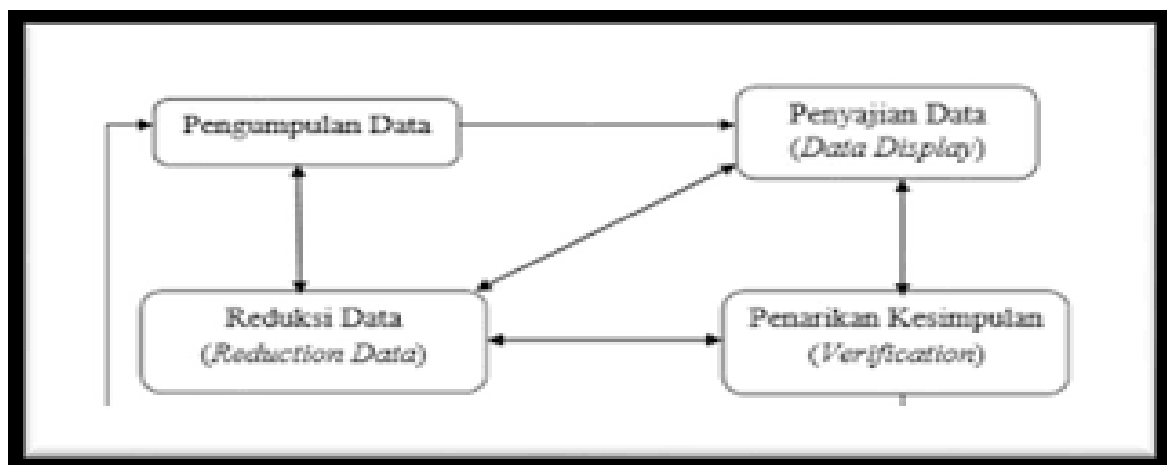 Pengumpulan Data
Penyajian Data
(Data Display)
Reduksi Data
(Reduction Data)
Penarikan Kesimpulan
(Verification)